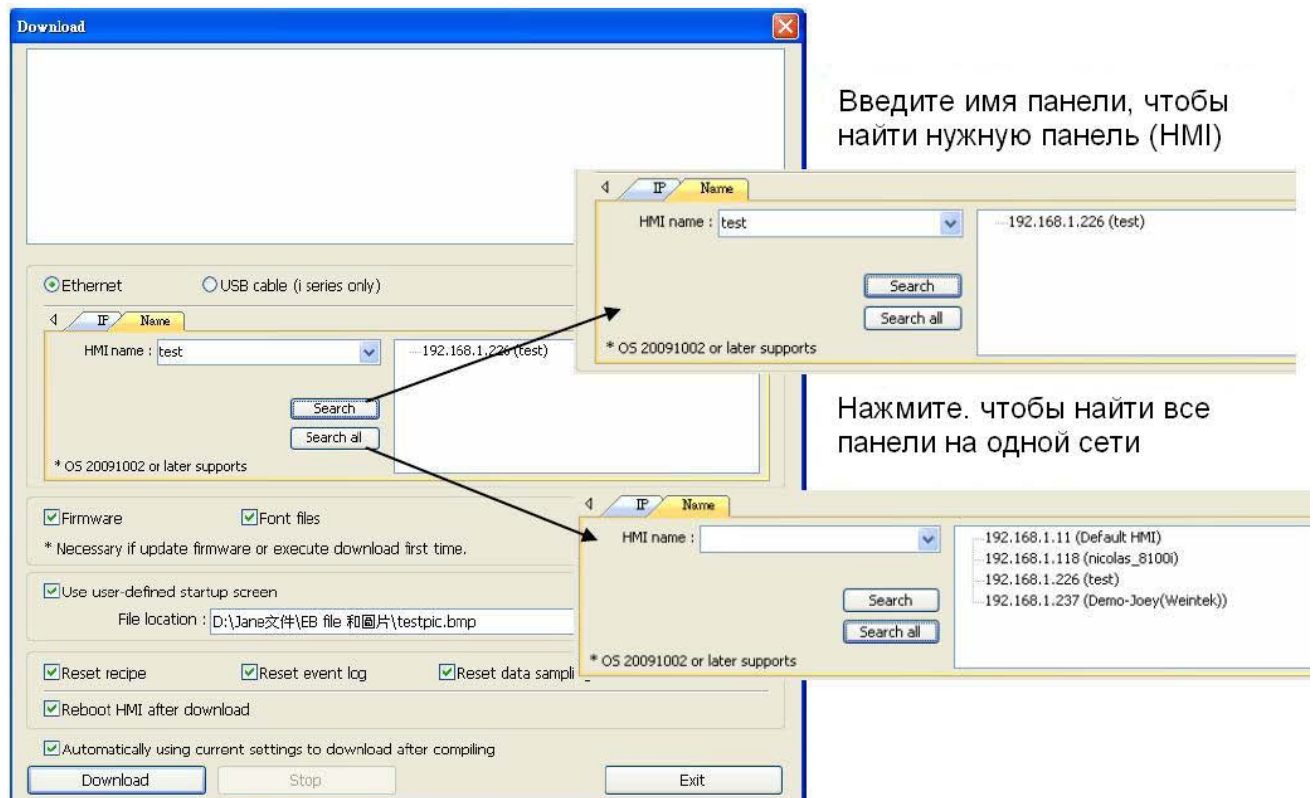 Download
Введите имя панели, чтобы
найти нужную панель (HMI)
IP Name
HMI name : test
192.168.1.226 (test)
Search
Search all
* OS 20091002 or later supports
Ethernet USB cable (i series only)
IP Name
HMI name : test
192.168.1.226 (test)
Search
Search all
* OS 20091002 or later supports
Нажмите. чтобы найти все
панели на одной сети
IP Name
HMI name :
192.168.1.11 (Default HMI)
192.168.1.118 (nicolas_8100i)
192.168.1.226 (test)
192.168.1.237 (Demo-Joey(Weintek))
Search
Search all
* OS 20091002 or later supports
Firmware Font files
* Necessary if update firmware or execute download first time.
Use user-defined startup screen
File location : D:\Jane文件\EB file 和圖片\testpic.bmp
Reset recipe Reset event log Reset data sampling
Reboot HMI after download
Automatically using current settings to download after compiling
Download Stop Exit